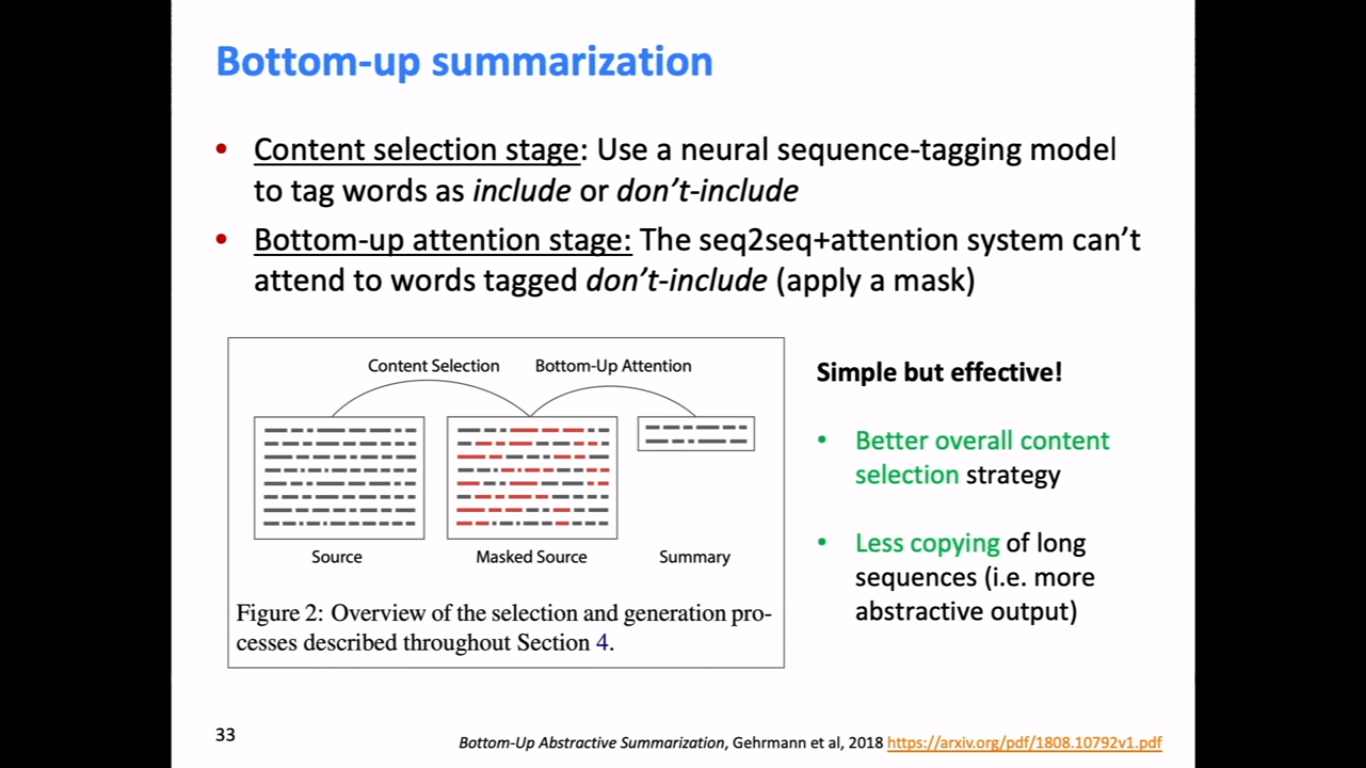 Bottom-up summarization
• Content selection stage: Use a neural sequence-tagging model
to tag words as include or don’t-include
• Bottom-up attention stage: The seq2seq+attention system can’t
attend to words tagged don’t-include (apply a mask)
Content Selection
Bottom-Up Attention
Source
Masked Source
Summary
Figure 2: Overview of the selection and generation pro-
cesses described throughout Section 4.
Simple but effective!
• Better overall content
selection strategy
• Less copying of long
sequences (i.e. more
abstractive output)
33
Bottom-Up Abstractive Summarization, Gehrmann et al, 2018 https://arxiv.org/pdf/1808.10792v1.pdf